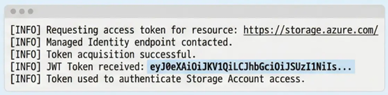 [INFO] Requesting access token for resource: https://storage.azure.com/
[INFO] Managed Identity endpoint contacted.
[INFO] Token acquisition successful.
[INFO] JWT Token received: eyJ0eXAiOiJKV1QiLCJhbGciOiJSUzI1NiIs...
[INFO] Token used to authenticate Storage Account access.